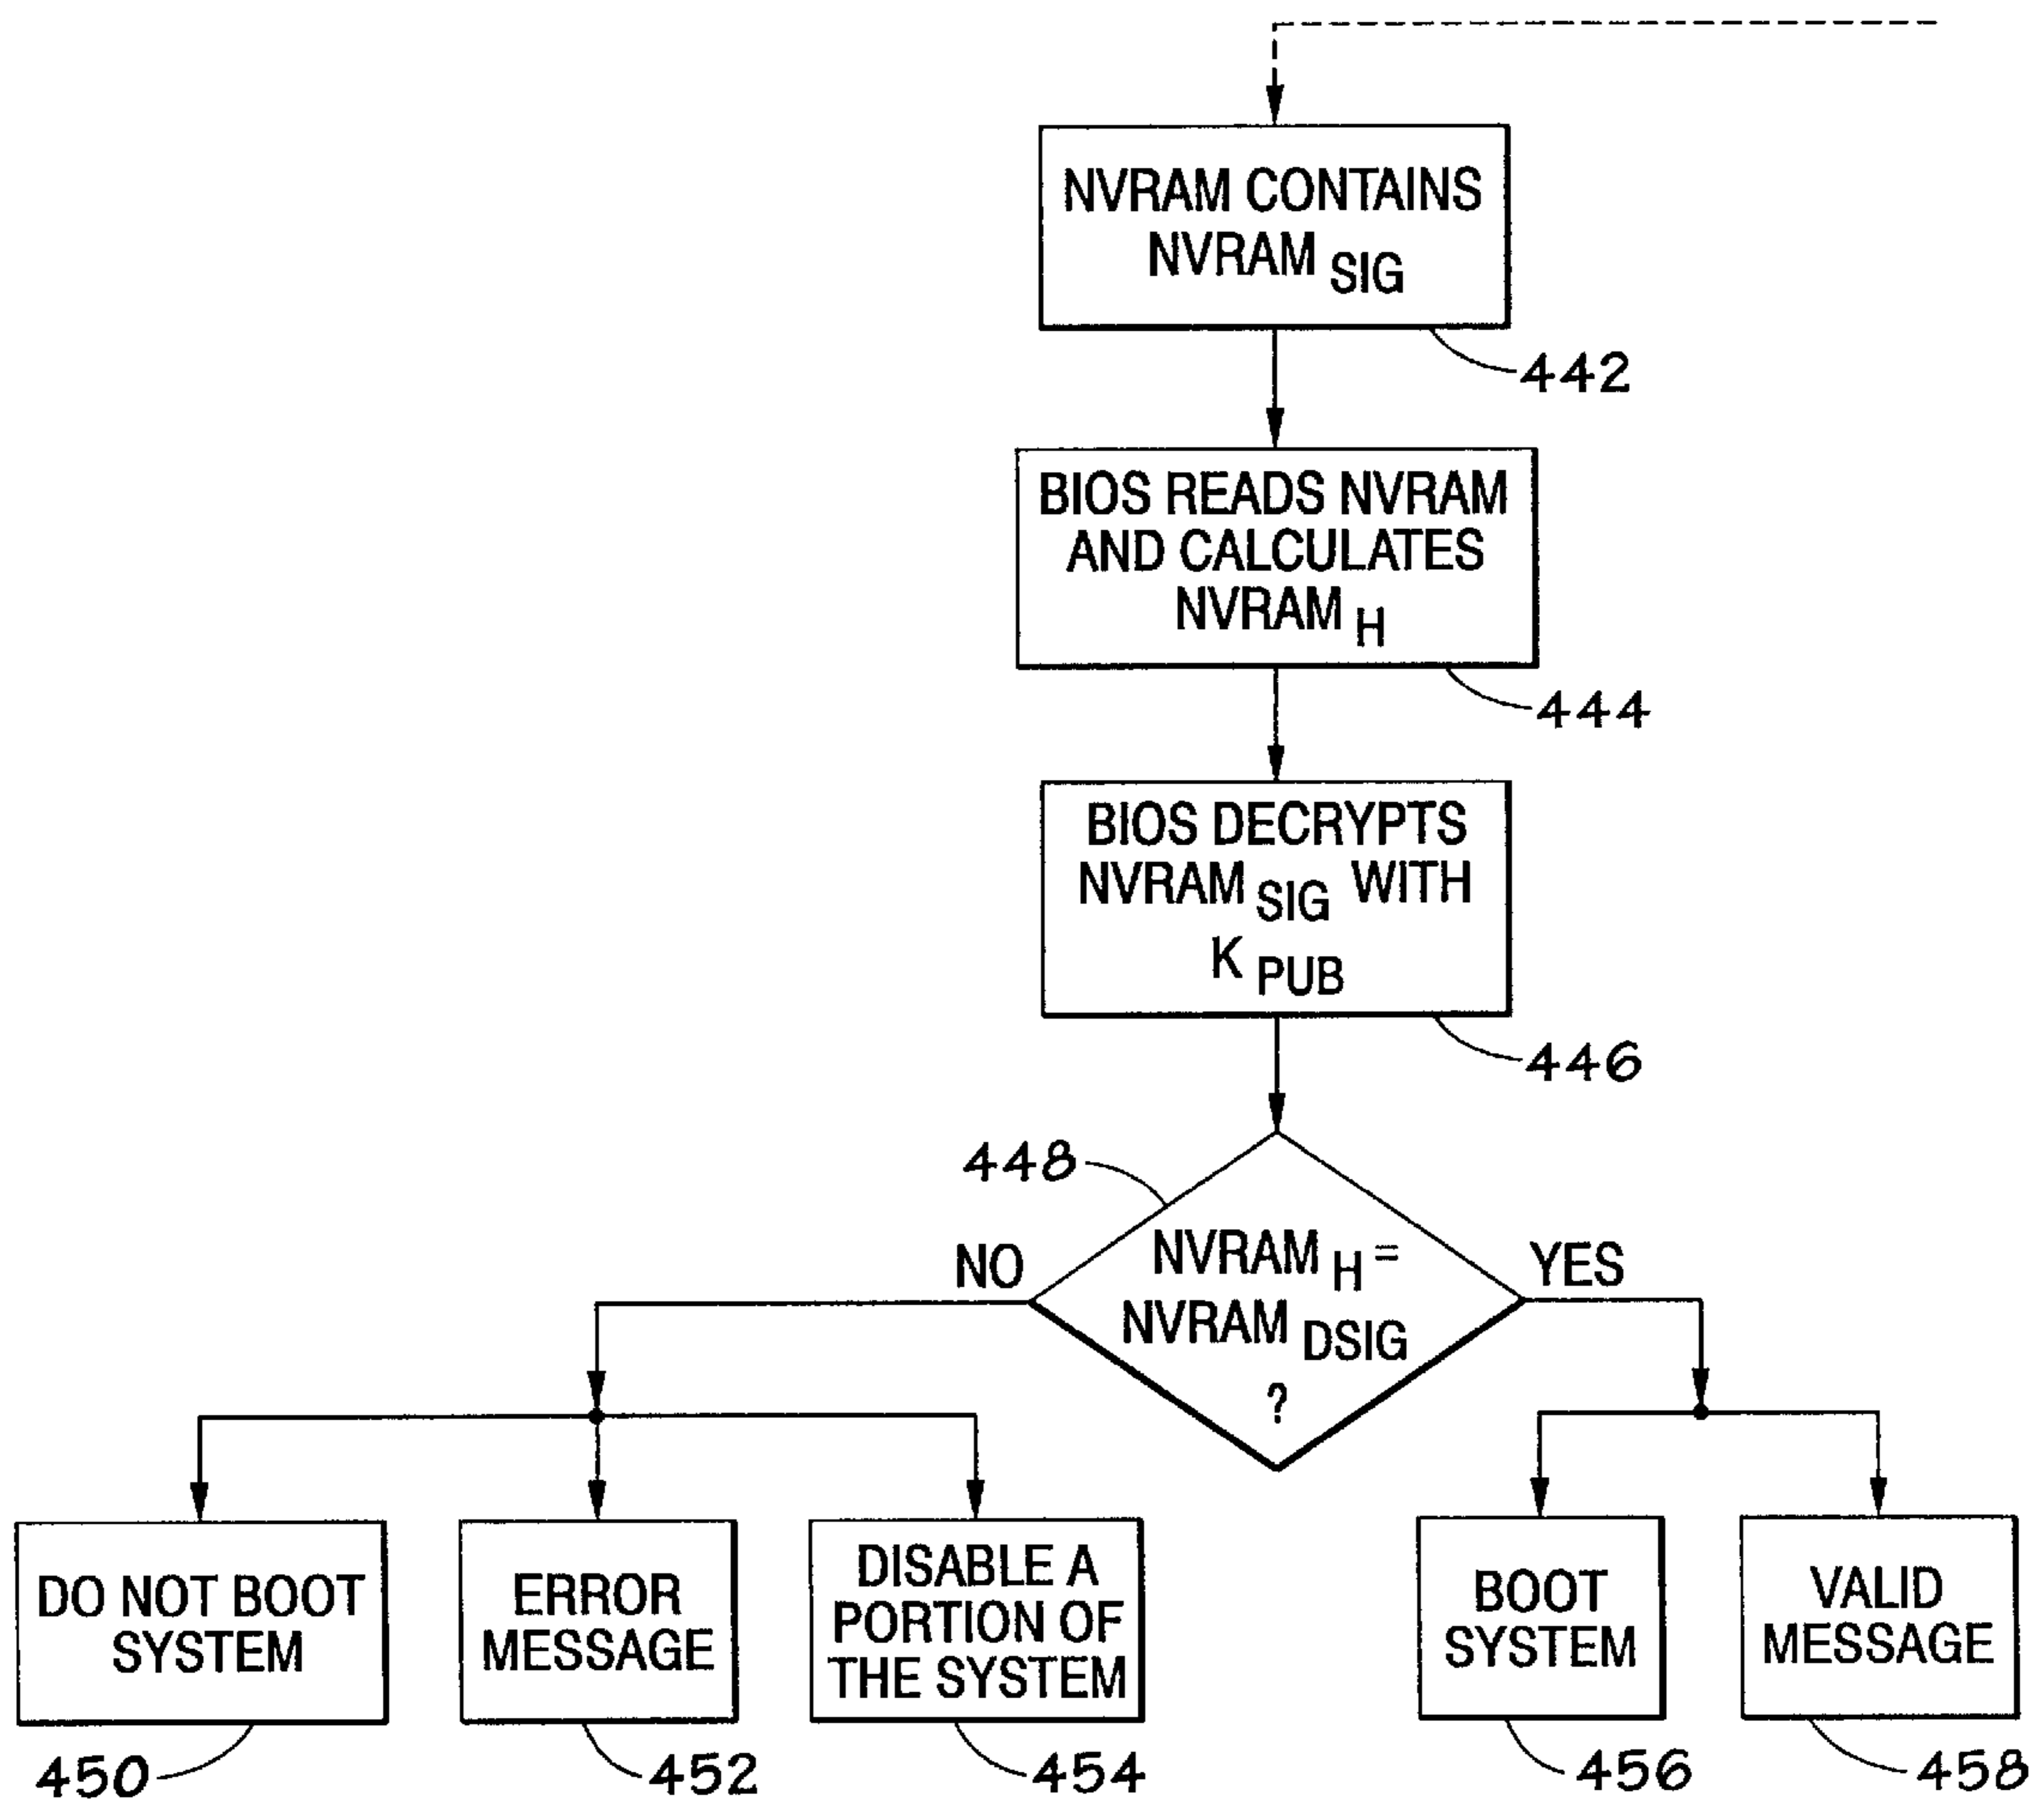 NVRAM CONTAINS
NVRAM SIG
442
BIOS READS NVRAM
AND CALCULATES
NVRAM H
444
BIOS DECRYPTS
NVRAM SIG WITH
K PUB
446
448
NO
NVRAM H =
NVRAM DSIG
?
YES
DO NOT BOOT
SYSTEM
450
ERROR
MESSAGE
452
DISABLE A
PORTION OF
THE SYSTEM
454
BOOT
SYSTEM
456
VALID
MESSAGE
458